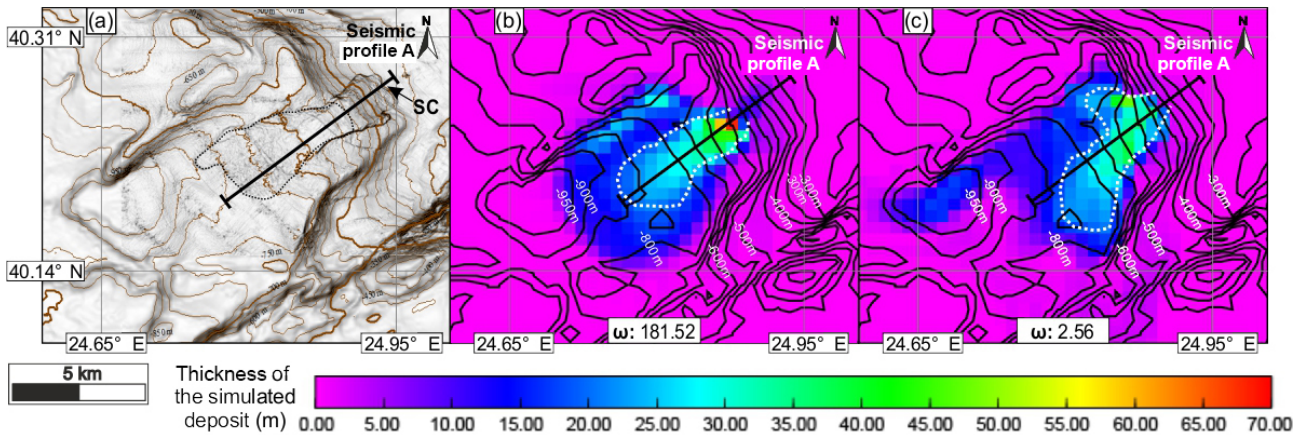 (a)
N
Seismic
profile A
SC
40.31° N
40.14° N
24.65° E
24.95° E
-650 m
-750 m
(b)
N
Seismic
profile A
-900m
-950m
-800m
-600m
-500m
-400m
-300m
ω: 181.52
24.65° E
24.95° E
(c)
N
Seismic
profile A
-900m
-950m
-800m
-600m
-500m
-400m
-300m
ω: 2.56
24.65° E
24.95° E
5 km
Thickness of
the simulated
deposit (m)
0.00 5.00 10.00 15.00 20.00 25.00 30.00 35.00 40.00 45.00 50.00 55.00 60.00 65.00 70.00